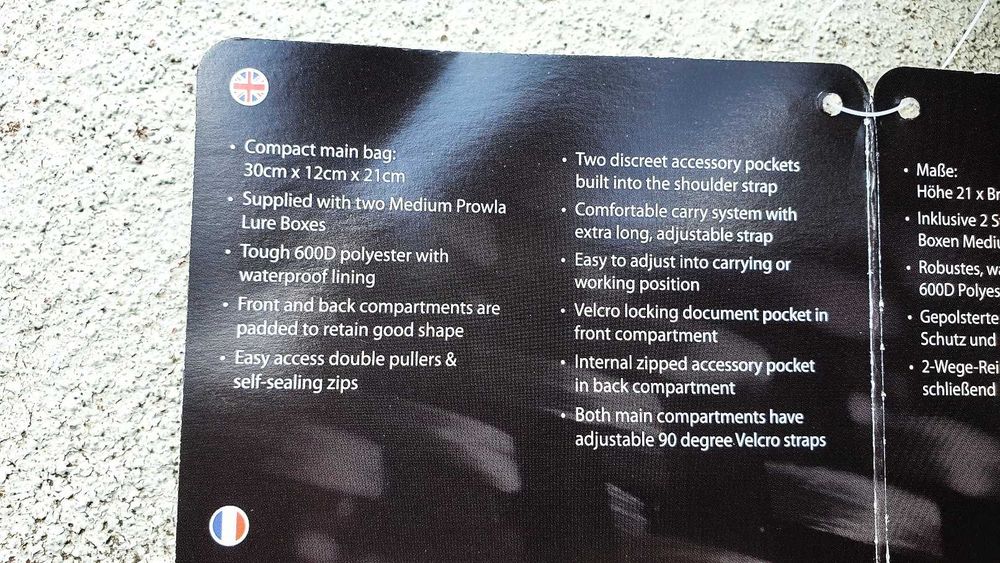 • Compact main bag:
30cm x 12cm x 21cm
• Supplied with two Medium Prowla
Lure Boxes
• Tough 600D polyester with
waterproof lining
• Front and back compartments are
padded to retain good shape
• Easy access double pullers &
self-sealing zips
• Two discreet accessory pockets
built into the shoulder strap
• Comfortable carry system with
extra long, adjustable strap
• Easy to adjust into carrying or
working position
• Velcro locking document pocket in
front compartment
• Internal zipped accessory pocket
in back compartment
• Both main compartments have
adjustable 90 degree Velcro straps
• Maße:
Höhe 21 x
• Inklusive 2
Boxen
• Robustes,
600D
• Gepolsterte
Schutz und
•
schließend